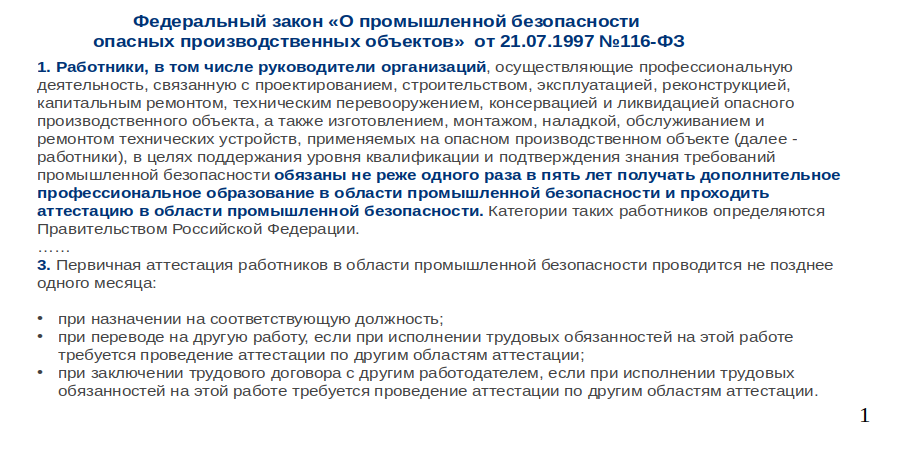 Федеральный закон «О промышленной безопасности
опасных производственных объектов»  от 21.07.1997 №116-ФЗ
1. Работники, в том числе руководители организаций, осуществляющие профессиональную
деятельность, связанную с проектированием, строительством, эксплуатацией, реконструкцией,
капитальным ремонтом, техническим перевооружением, консервацией и ликвидацией опасного
производственного объекта, а также изготовлением, монтажом, наладкой, обслуживанием и
ремонтом технических устройств, применяемых на опасном производственном объекте (далее -
работники), в целях поддержания уровня квалификации и подтверждения знания требований
промышленной безопасности обязаны не реже одного раза в пять лет получать дополнительное
профессиональное образование в области промышленной безопасности и проходить
аттестацию в области промышленной безопасности. Категории таких работников определяются
Правительством Российской Федерации.
……
3. Первичная аттестация работников в области промышленной безопасности проводится не позднее
одного месяца:
• при назначении на соответствующую должность;
• при переводе на другую работу, если при исполнении трудовых обязанностей на этой работе
требуется проведение аттестации по другим областям аттестации;
• при заключении трудового договора с другим работодателем, если при исполнении трудовых
обязанностей на этой работе требуется проведение аттестации по другим областям аттестации.
1